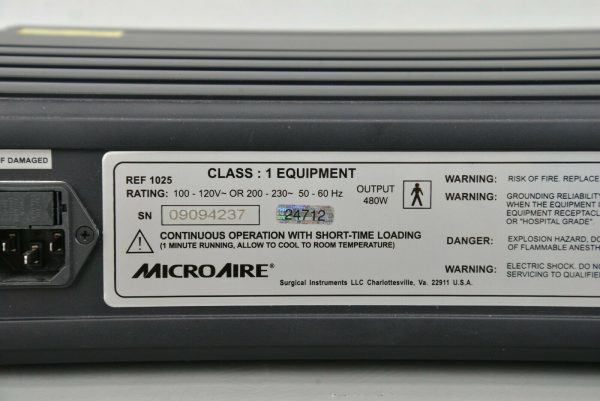 F DAMAGED
REF 1025
CLASS : 1 EQUIPMENT
RATING: 100 - 120V~ OR 200 - 230~ 50 - 60 Hz
OUTPUT
480W
SN 09094237 24712
CONTINUOUS OPERATION WITH SHORT-TIME LOADING
(1 MINUTE RUNNING, ALLOW TO COOL TO ROOM TEMPERATURE)
MICROAIRE®
Surgical Instruments LLC Charlottesville, Va. 22911 U.S.A.
WARNING: RISK OF FIRE. REPLACE
WARNING: GROUNDING RELIABILITY
WHEN THE EQUIPMENT
EQUIPMENT RECEPTACL
OR "HOSPITAL GRADE".
DANGER: EXPLOSION HAZARD. DO
OF FLAMMABLE ANESTH
WARNING: ELECTRIC SHOCK. DO N
SERVICING TO QUALIFIE